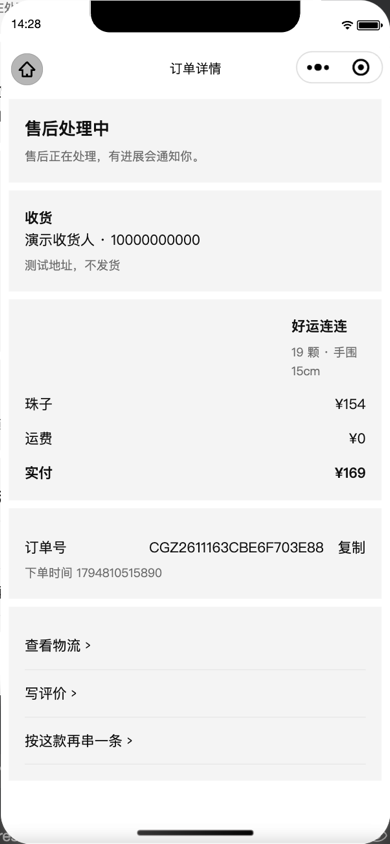 14:28
订单详情
售后处理中
售后正在处理，有进展会通知你。
收货
演示收货人 · 10000000000
测试地址，不发货
好运连连
19 颗 · 手围
15cm
珠子 ¥154
运费 ¥0
实付 ¥169
订单号 CGZ2611163CBE6F703E88 复制
下单时间 1794810515890
查看物流 >
写评价 >
按这款再串一条 >